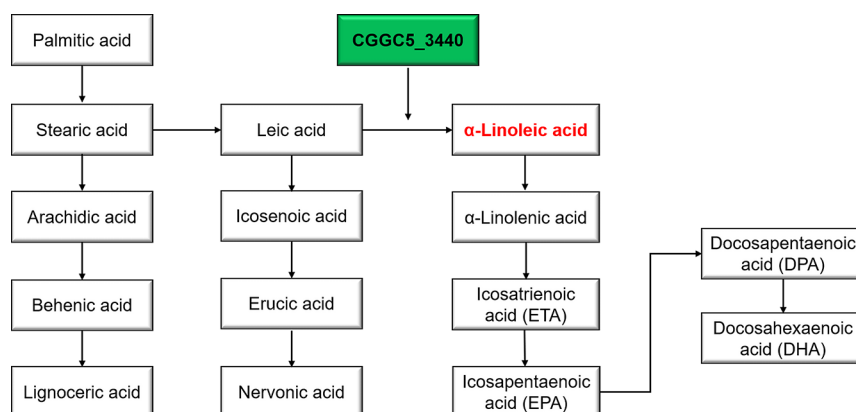 Palmitic acid
CGGC5_3440
Stearic acid
Leic acid
α-Linoleic acid
Arachidic acid
Icosenoic acid
α-Linolenic acid
Docosapentaenoic
acid (DPA)
Behenic acid
Erucic acid
Icosatrienoic
acid (ETA)
Docosahexaenoic
acid (DHA)
Lignoceric acid
Nervonic acid
Icosapentaenoic
acid (EPA)